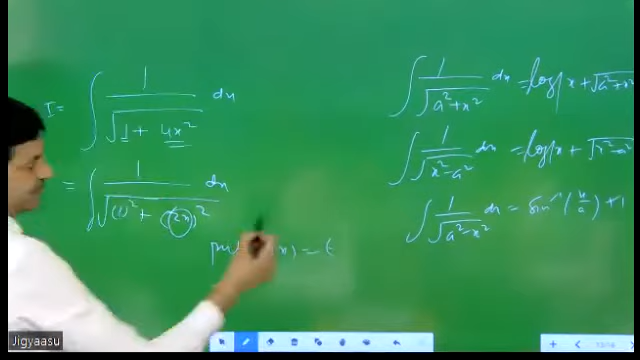 I = ∫ 1/√(1 + 4x²) dx
= ∫ 1/√((1)² + (2x)²) dx
x) = t
∫ 1/√(a²+x²) dx = log|x + √(a²+x²
∫ 1/√(x²-a²) dx = log|x + √(x²-a²
∫ 1/√(a²-x²) dx = sin⁻¹(x/a) +
Jigyaasu